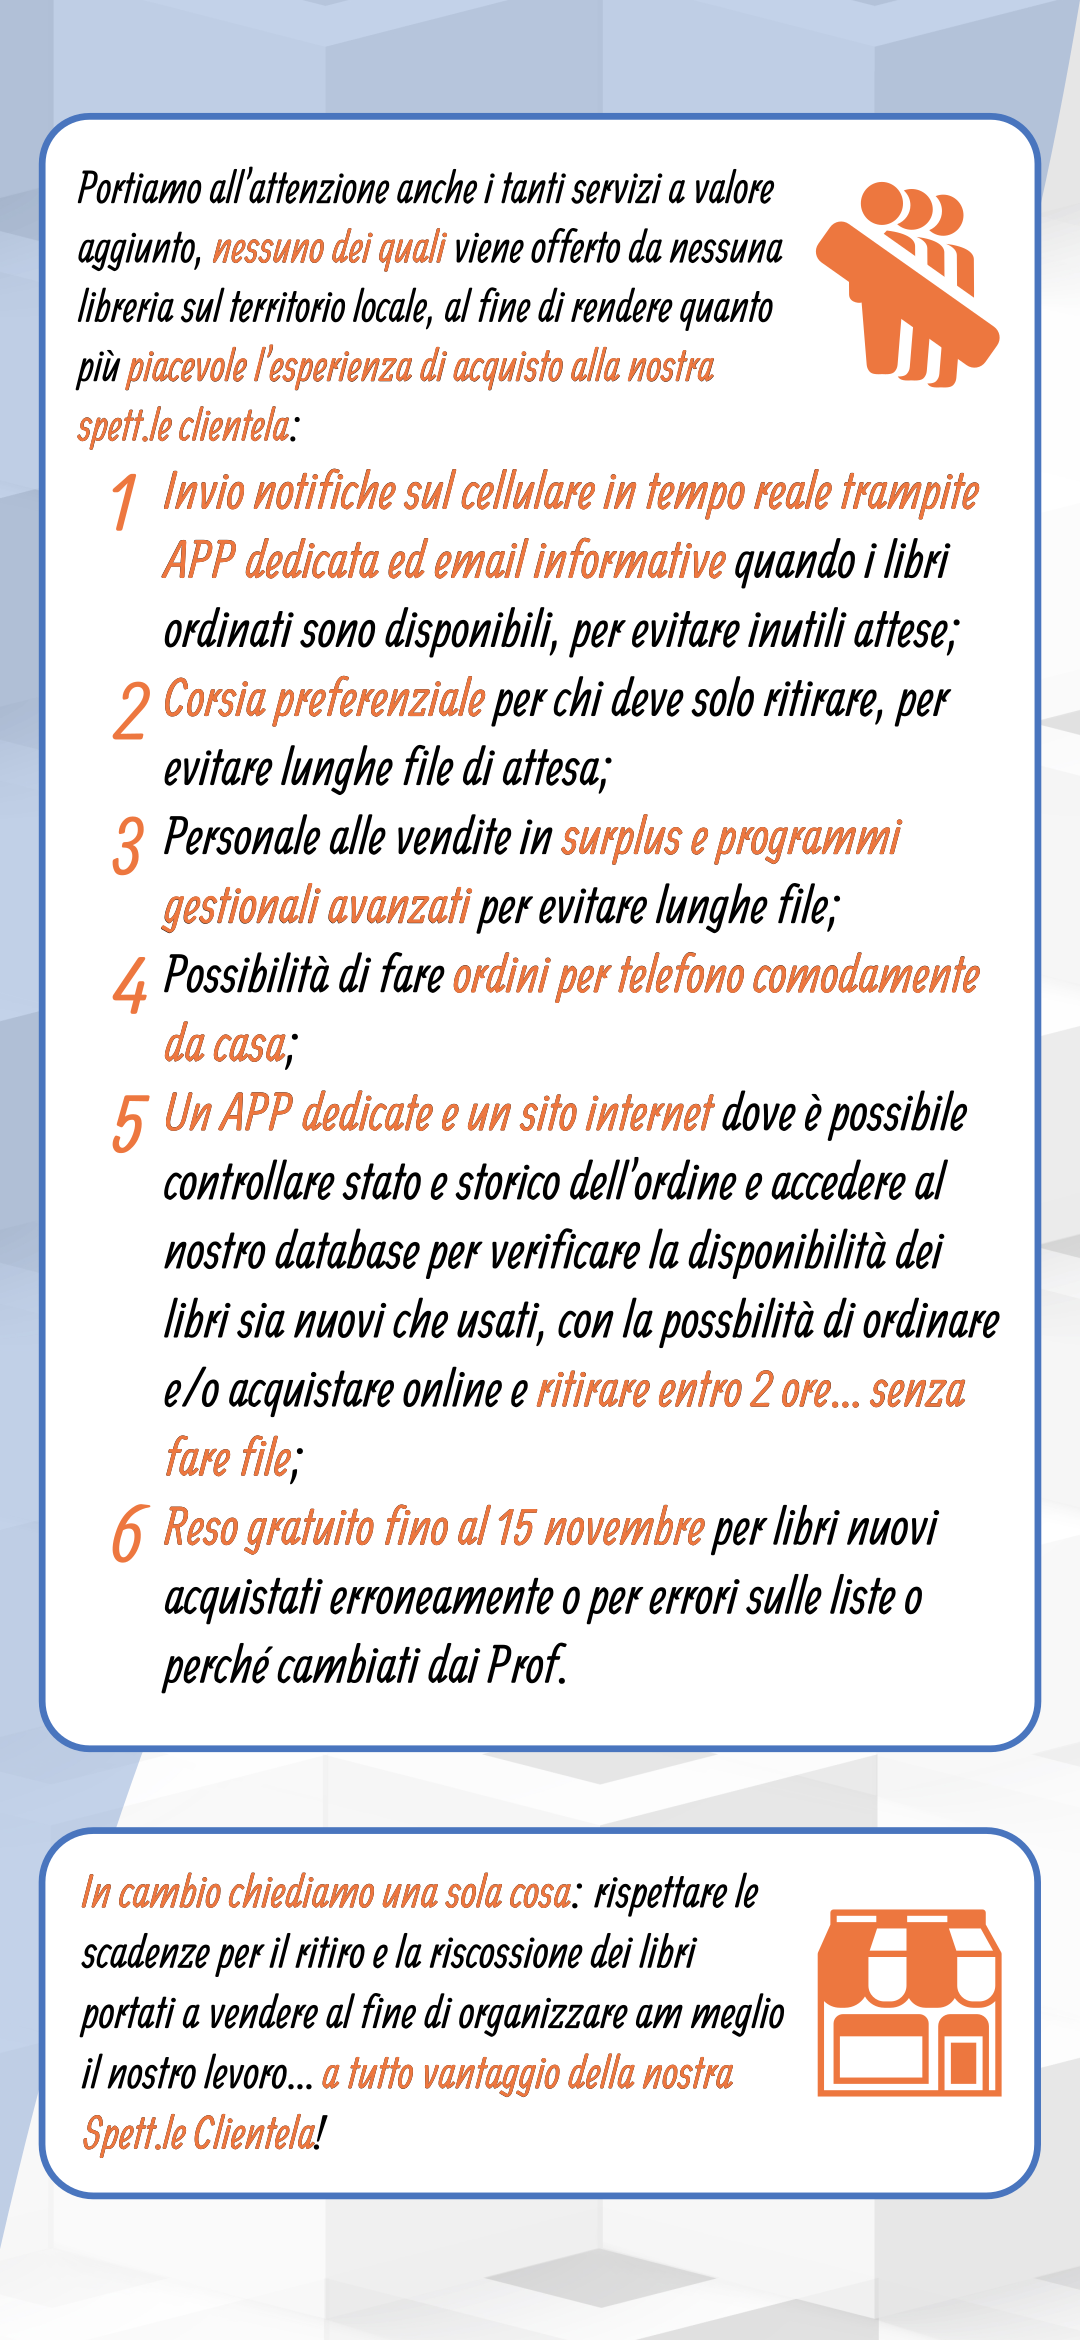 Portiamo all'attenzione anche i tanti servizi a valore
aggiunto, nessuno dei quali viene offerto da nessuna
libreria sul territorio locale, al fine di rendere quanto
più piacevole l'esperienza di acquisto alla nostra
spett.le clientela:
1 Invio notifiche sul cellulare in tempo reale trampite
APP dedicata ed email informative quando i libri
ordinati sono disponibili, per evitare inutili attese;
2 Corsia preferenziale per chi deve solo ritirare, per
evitare lunghe file di attesa;
3 Personale alle vendite in surplus e programmi
gestionali avanzati per evitare lunghe file;
4 Possibilità di fare ordini per telefono comodamente
da casa;
5 Un APP dedicate e un sito internet dove è possibile
controllare stato e storico dell'ordine e accedere al
nostro database per verificare la disponibilità dei
libri sia nuovi che usati, con la possbilità di ordinare
e/o acquistare online e ritirare entro 2 ore... senza
fare file;
6 Reso gratuito fino al 15 novembre per libri nuovi
acquistati erroneamente o per errori sulle liste o
perché cambiati dai Prof.
In cambio chiediamo una sola cosa: rispettare le
scadenze per il ritiro e la riscossione dei libri
portati a vendere al fine di organizzare am meglio
il nostro levoro... a tutto vantaggio della nostra
Spett.le Clientela!